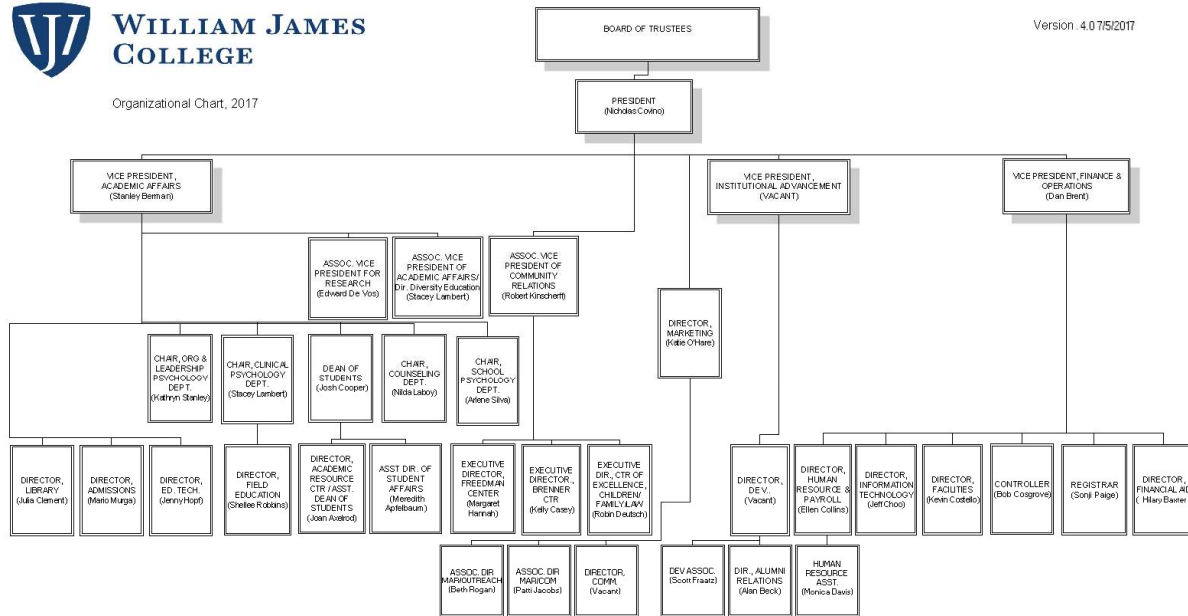 WILLIAM JAMES
COLLEGE
Version . 4.0 7/5/2017
Organizational Chart, 2017
BOARD OF TRUSTEES
PRESIDENT
(Nicholas Covino)
VICE PRESIDENT,
ACADEMIC AFFAIRS
(Stanley Berman)
VICE PRESIDENT,
INSTITUTIONAL ADVANCEMENT
(VACANT)
VICE PRESIDENT, FINANCE &
OPERATIONS
(Dan Brent)
ASSOC. VICE
PRESIDENT FOR
RESEARCH
(Edward De Vos)
ASSOC. VICE
PRESIDENT OF
ACADEMIC AFFAIRS/
Dir. Diversity Education
(Stacey Lambert)
ASSOC. VICE
PRESIDENT OF
COMMUNITY
RELATIONS
(Robert Kinscherff)
DIRECTOR,
MARKETING
(Katie O'Hare)
CHAIR, ORG &
LEADERSHIP
PSYCHOLOGY
DEPT.
(Kathryn Stanley)
CHAIR, CLINICAL
PSYCHOLOGY
DEPT.
(Stacey Lambert)
DEAN OF
STUDENTS
(Josh Cooper)
CHAIR,
COUNSELING
DEPT.
(Nilda Laboy)
CHAIR,
SCHOOL
PSYCHOLOGY
DEPT.
(Arlene Silva)
DIRECTOR,
LIBRARY
(Julia Clement)
DIRECTOR,
ADMISSIONS
(Mario Murga)
DIRECTOR,
ED. TECH.
(Jenny Hopf)
DIRECTOR,
FIELD
EDUCATION
(Shellee Robbins)
DIRECTOR,
ACADEMIC
RESOURCE
CTR / ASST.
DEAN OF
STUDENTS
(Joan Axelrod)
ASST DIR. OF
STUDENT
AFFAIRS
(Meredith
Apfelbaum)
EXECUTIVE
DIRECTOR,
FREEDMAN
CENTER
(Margaret
Hannah)
EXECUTIVE
DIRECTOR.,
BRENNER
CTR
(Kelly Casey)
EXECUTIVE
DIR., CTR OF
EXCELLENCE,
CHILDREN/
FAMILY/LAW
(Robin Deutsch)
DIRECTOR,
DEV.,
(Vacant)
DIRECTOR,
HUMAN
RESOURCE &
PAYROLL
(Ellen Collins)
DIRECTOR,
INFORMATION
TECHNOLOGY
(Jeff Choo)
DIRECTOR,
FACILITIES
(Kevin Costello)
CONTROLLER
(Bob Cosgrove)
REGISTRAR
(Sonji Paige)
DIRECTOR,
FINANCIAL AID
( Hilary Baxter
ASSOC. DIR
MAR/OUTREACH
(Beth Rogan)
ASSOC. DIR
MAR/COM
(Patti Jacobs)
DIRECTOR,
COMM.
(Vacant)
DEV ASSOC.
(Scott Fraatz)
DIR., ALUMNI
RELATIONS
(Alan Beck)
HUMAN
RESOURCE
ASST.
(Monica Davis)